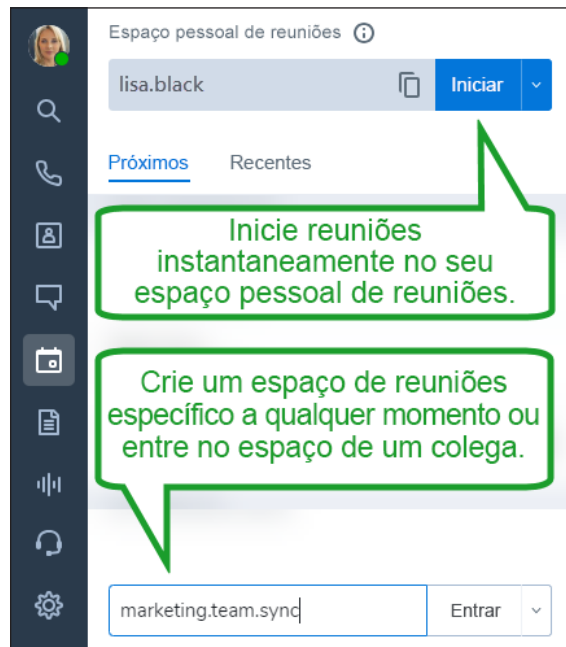 Espaço pessoal de reuniões
lisa.black
Iniciar
Próximos
Recentes
Inicie reuniões
instantaneamente no seu
espaço pessoal de reuniões.
Crie um espaço de reuniões
específico a qualquer momento ou
entre no espaço de um colega.
marketing.team.sync
Entrar